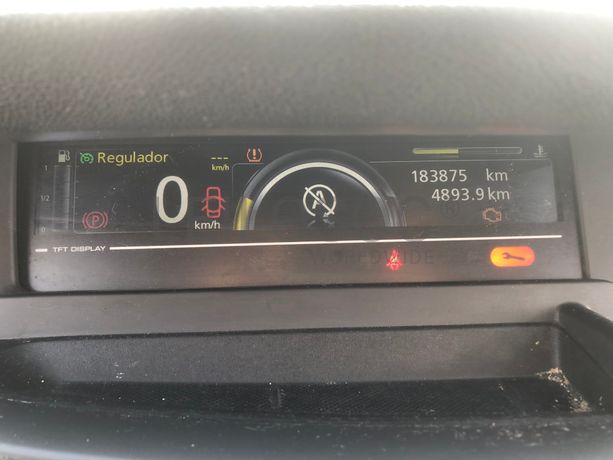 Regulador
---
km/h
1
1/2
0
0
km/h
183875 km
4893.9 km
P
A
TFT DISPLAY